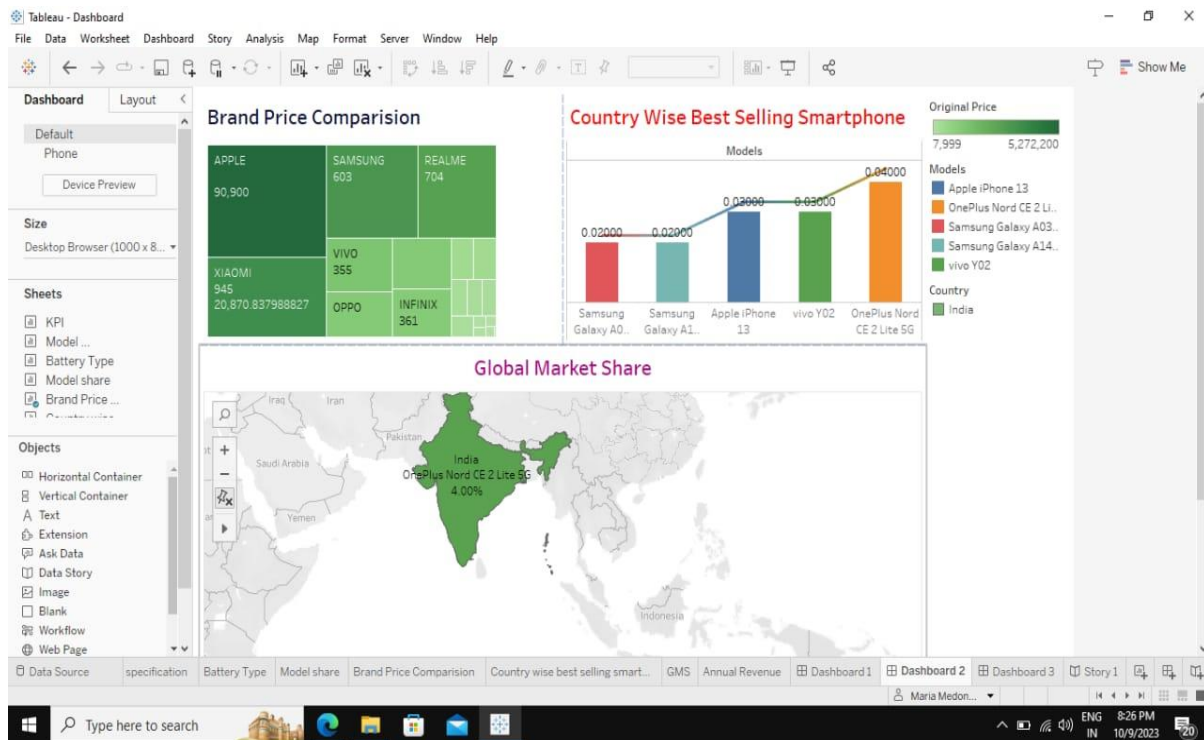 Tableau - Dashboard
File Data Worksheet Dashboard Story Analysis Map Format Server Window Help
Show Me
Dashboard Layout
Default
Phone
Device Preview
Size
Desktop Browser (1000 x 8...
Sheets
KPI
Model ...
Battery Type
Model share
Brand Price ...
Objects
Horizontal Container
Vertical Container
Text
Extension
Ask Data
Data Story
Image
Blank
Workflow
Web Page
Brand Price Comparision
APPLE
90,900
SAMSUNG
603
REALME
704
XIAOMI
945
20,870.837988827
VIVO
355
OPPO
INFINIX
361
Country Wise Best Selling Smartphone
Models
0.02000
0.02000
0.03000
0.03000
0.04000
Samsung
Galaxy A0..
Samsung
Galaxy A1..
Apple iPhone
13
vivo Y02
OnePlus Nord
CE 2 Lite 5G
Original Price
7,999 5,272,200
Models
Apple iPhone 13
OnePlus Nord CE 2 Li..
Samsung Galaxy A03...
Samsung Galaxy A14...
vivo Y02
Country
India
Global Market Share
Iraq
Iran
Pakistan
Saudi Arabia
Yemen
India
OnePlus Nord CE 2 Lite 5G
4.00%
Indonesia
Data Source specification Battery Type Model share Brand Price Comparision Country wise best selling smart... GMS Annual Revenue Dashboard 1 Dashboard 2 Dashboard 3 Story 1
Maria Medon...
Type here to search
ENG
IN
8:26 PM
10/9/2023
20